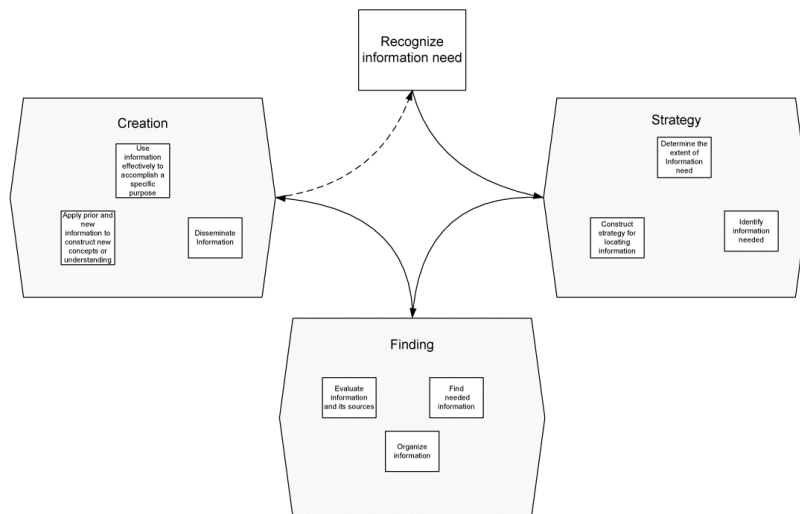 Recognize
information need
Creation
Use
information
effectively to
accomplish a
specific
purpose
Apply prior and
new
information to
construct new
concepts or
understanding
Disseminate
Information
Strategy
Determine the
extent of
Information
need
Construct
strategy for
locating
information
Identify
information
needed
Finding
Evaluate
information
and its sources
Find
needed
information
Organize
information